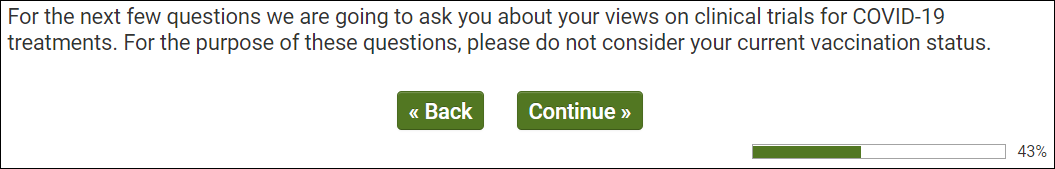 For the next few questions we are going to ask you about your views on clinical trials for COVID-19
treatments. For the purpose of these questions, please do not consider your current vaccination status.
« Back
Continue »
43%